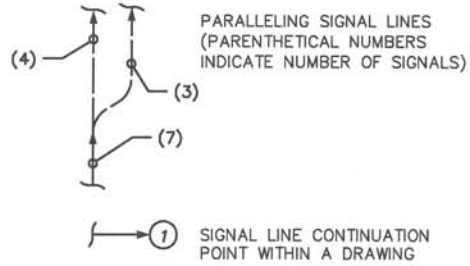 PARALLELING SIGNAL LINES
(PARENTHETICAL NUMBERS
INDICATE NUMBER OF SIGNALS)
(4)
(3)
(7)
1
SIGNAL LINE CONTINUATION
POINT WITHIN A DRAWING